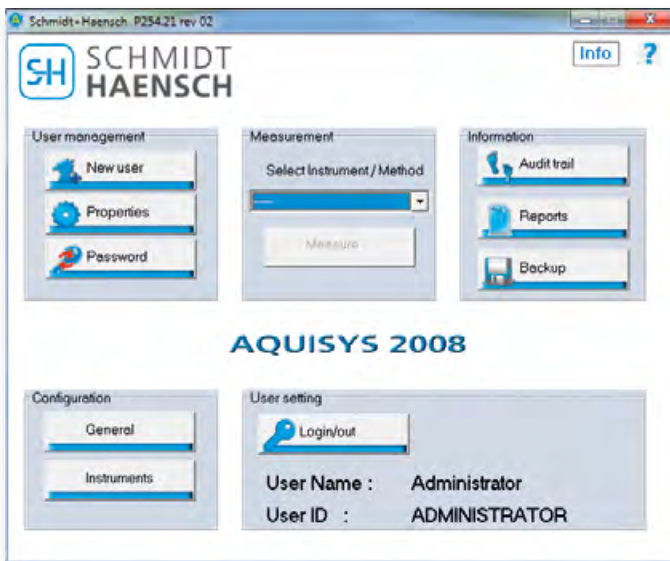 Schmidt+Haensch P254.21 rev 02
SH SCHMIDT
HAENSCH
Info ?
User management
New user
Properties
Password
Measurement
Select Instrument / Method
Measure
Information
Audit trail
Reports
Backup
AQUISYS 2008
Configuration
General
Instruments
User setting
Login/out
User Name : Administrator
User ID : ADMINISTRATOR